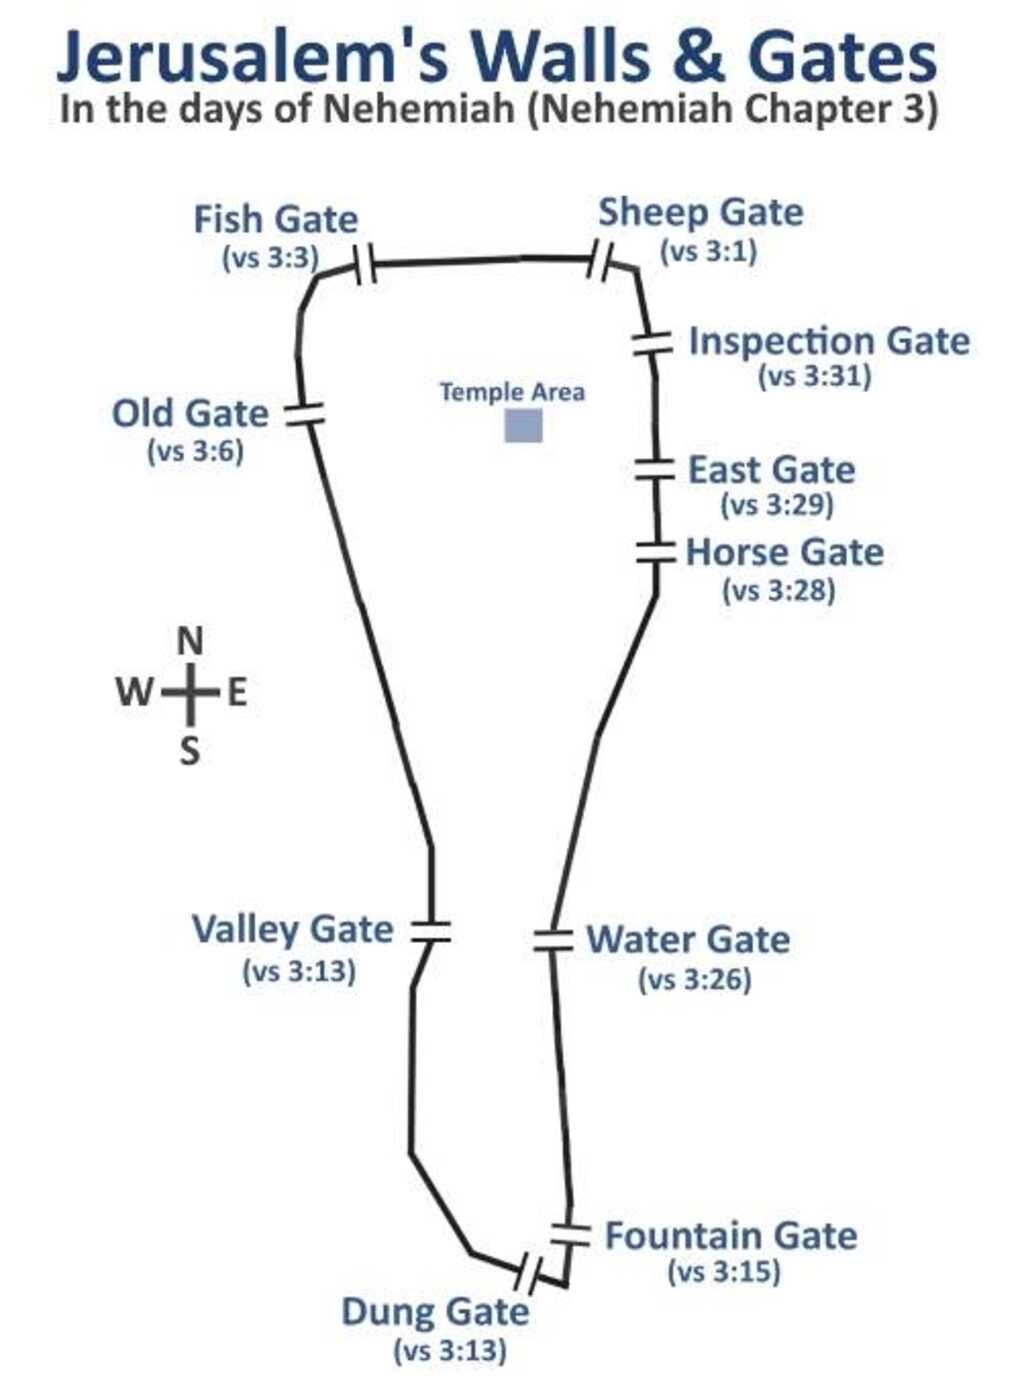 Jerusalem's Walls & Gates
In the days of Nehemiah (Nehemiah Chapter 3)
Fish Gate
(vs 3:3)
Sheep Gate
(vs 3:1)
Inspection Gate
(vs 3:31)
Temple Area
Old Gate
(vs 3:6)
East Gate
(vs 3:29)
Horse Gate
(vs 3:28)
N
W E
S
Valley Gate
(vs 3:13)
Water Gate
(vs 3:26)
Fountain Gate
(vs 3:15)
Dung Gate
(vs 3:13)